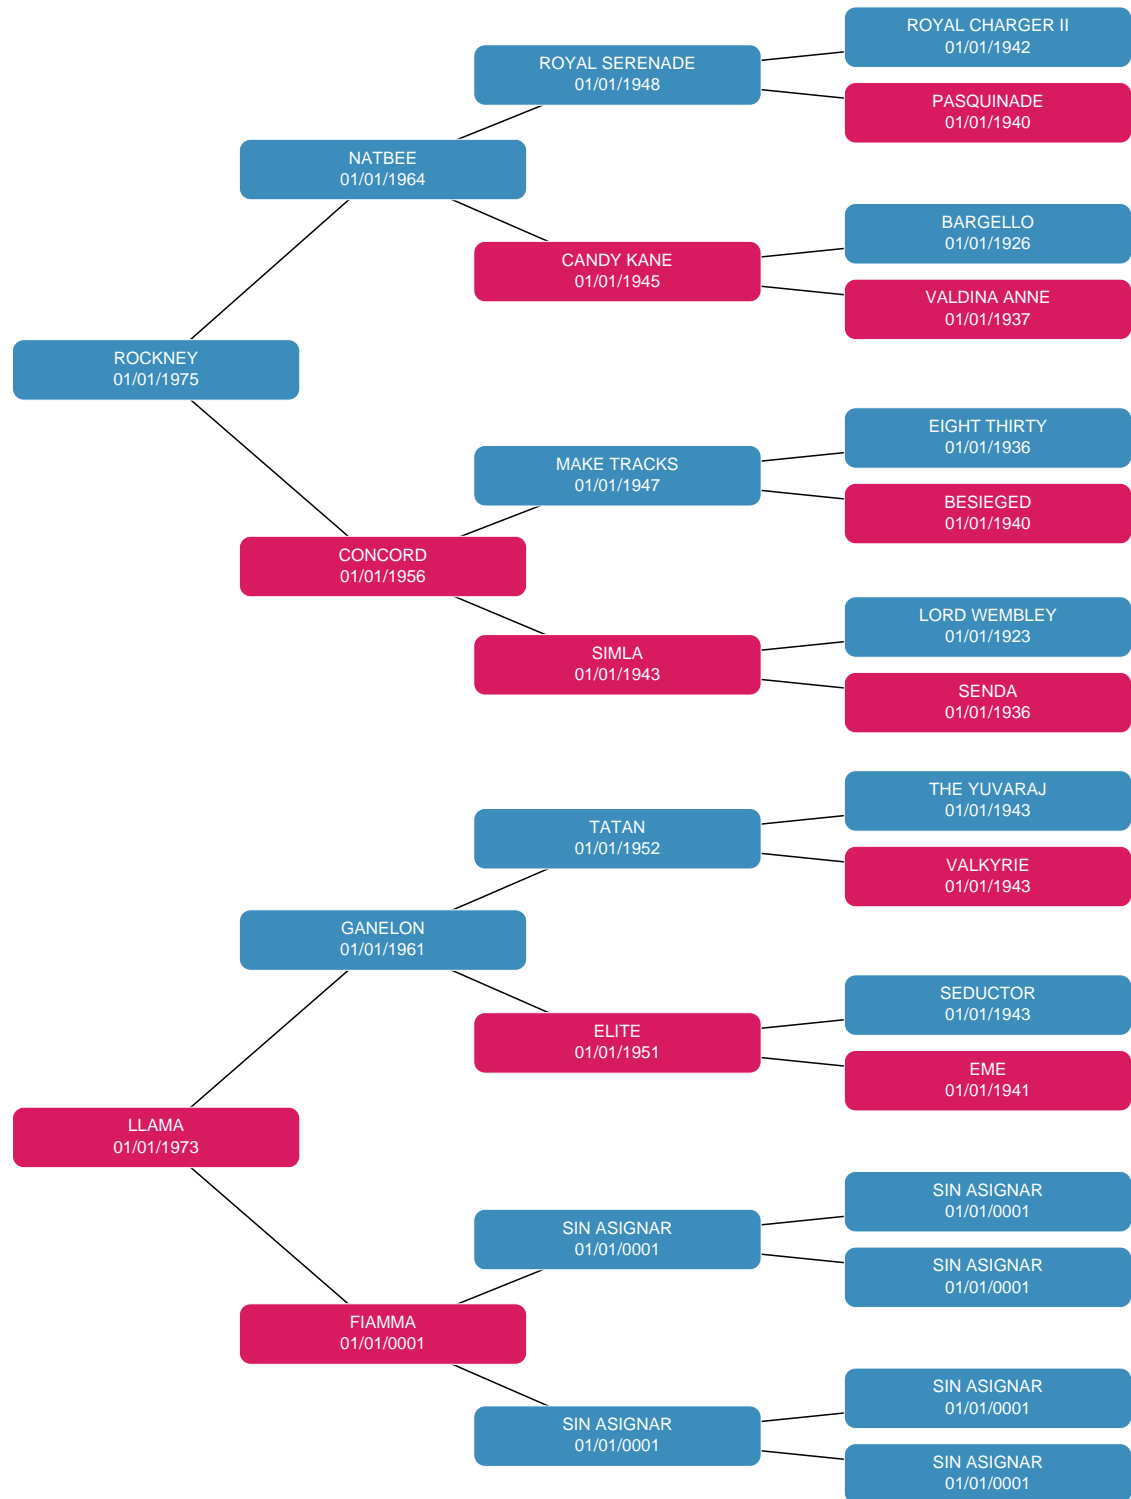 ROYAL CHARGER II
01/01/1942
ROYAL SERENADE
01/01/1948
PASQUINADE
01/01/1940
NATBEE
01/01/1964
BARGELLO
01/01/1926
CANDY KANE
01/01/1945
VALDINA ANNE
01/01/1937
ROCKNEY
01/01/1975
EIGHT THIRTY
01/01/1936
MAKE TRACKS
01/01/1947
BESIEGED
01/01/1940
CONCORD
01/01/1956
LORD WEMBLEY
01/01/1923
SIMLA
01/01/1943
SENDA
01/01/1936
THE YUVARAJ
01/01/1943
TATAN
01/01/1952
VALKYRIE
01/01/1943
GANELON
01/01/1961
SEDUCTOR
01/01/1943
ELITE
01/01/1951
EME
01/01/1941
LLAMA
01/01/1973
SIN ASIGNAR
01/01/0001
SIN ASIGNAR
01/01/0001
SIN ASIGNAR
01/01/0001
FIAMMA
01/01/0001
SIN ASIGNAR
01/01/0001
SIN ASIGNAR
01/01/0001
SIN ASIGNAR
01/01/0001